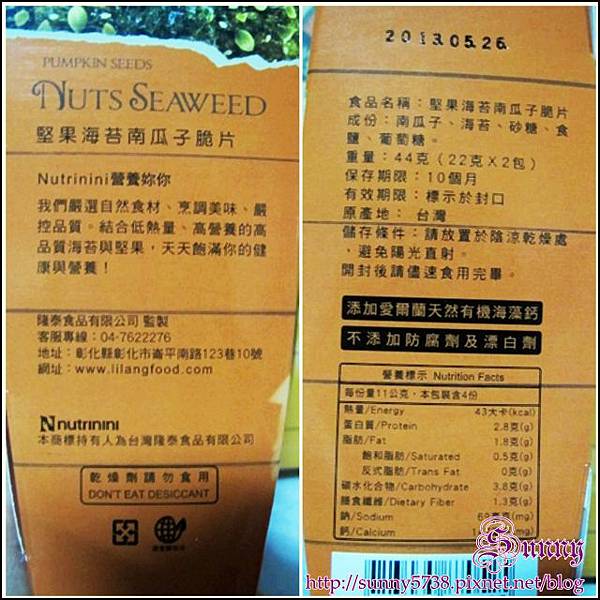 PUMPKIN SEEDS
NUTS SEAWEED
堅果海苔南瓜子脆片
Nutrinini營養妳你
我們嚴選自然食材、烹調美味、嚴
控品質。結合低熱量、高營養的高
品質海苔與堅果，天天飽滿你的健
康與營養！
隆泰食品有限公司 監製
客服專線：04-7622276
地址：彰化縣彰化市崙平南路123巷10號
網站：www.lilangfood.com
N nutrinini
本商標持有人為台灣隆泰食品有限公司
乾燥劑請勿食用
DON'T EAT DESICCANT
2013.05.26
食品名稱：堅果海苔南瓜子脆片
成份：南瓜子、海苔、砂糖、食
鹽、葡萄糖。
重量：44克（22克X2包）
保存期限：10個月
有效期限：標示於封口
原產地： 台灣
儲存條件：請放置於陰涼乾燥處
，避免陽光直射。
開封後請儘速食用完畢。
添加愛爾蘭天然有機海藻鈣
不添加防腐劑及漂白劑
營養標示 Nutrition Facts
每份量11公克，本包裝含4份
熱量/Energy 43大卡(kcal)
蛋白質/Protein 2.8克(g)
脂肪/Fat 1.8克(g)
飽和脂肪/Saturated 0.5克(g)
反式脂肪/Trans Fat 0克(g)
碳水化合物/Carbohydrate 3.8克(g)
膳食纖維/Dietary Fiber 1.3克(g)
鈉/Sodium
鈣/Calcium
Sunny
http://sunny5738.pixnet.net/blog